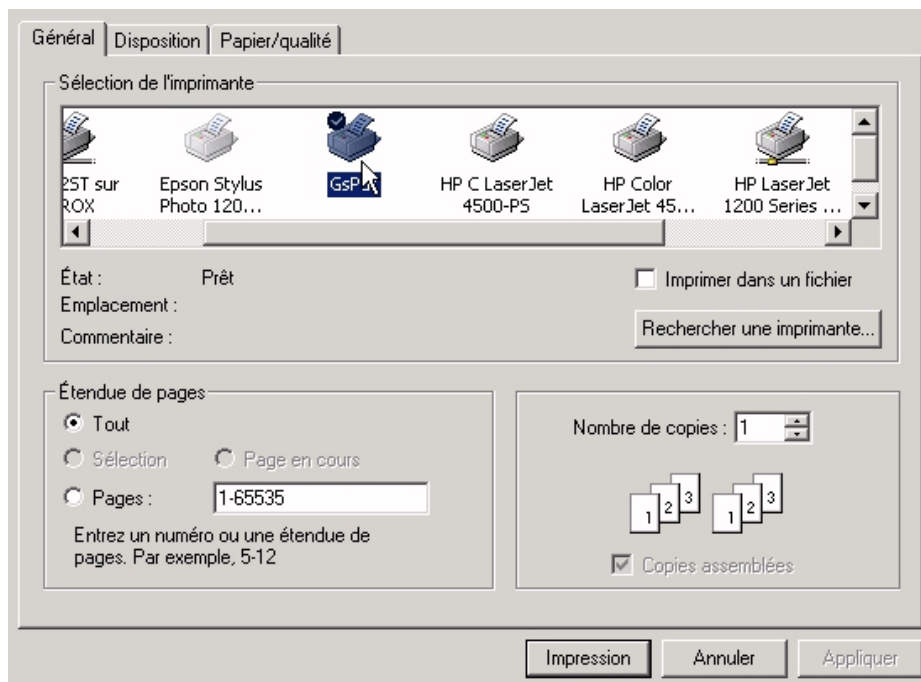 Général Disposition Papier/qualité
Sélection de l'imprimante
2ST sur
ROX
Epson Stylus
Photo 120...
HP C LaserJet
4500-PS
HP Color
LaserJet 45...
HP LaserJet
1200 Series ...
État : Prêt
Imprimer dans un fichier
Emplacement :
Commentaire :
Rechercher une imprimante...
Étendue de pages
Tout
Sélection Page en cours
Pages : 1-65535
Entrez un numéro ou une étendue de
pages. Par exemple, 5-12
Nombre de copies : 1
1 2 3 1 2 3
Copies assemblées
Impression Annuler Appliquer